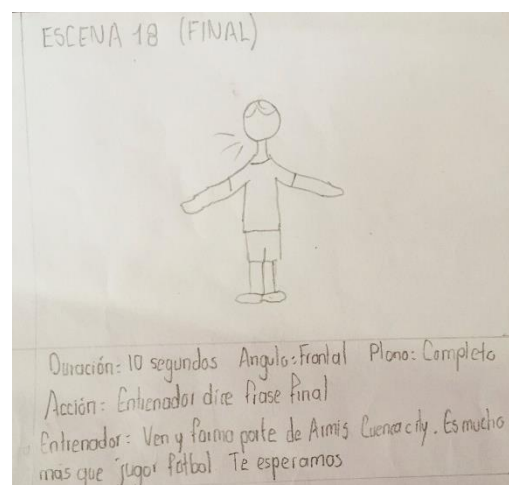 ESCENA 18 (FINAL)
Duración: 10 segundos Angulo: Frontal Plano: Completo
Acción: Entrenador dice frase final
Entrenador: Ven y forma parte de Armis Cuenca city. Es mucho
mas que jugar fútbol Te esperamos